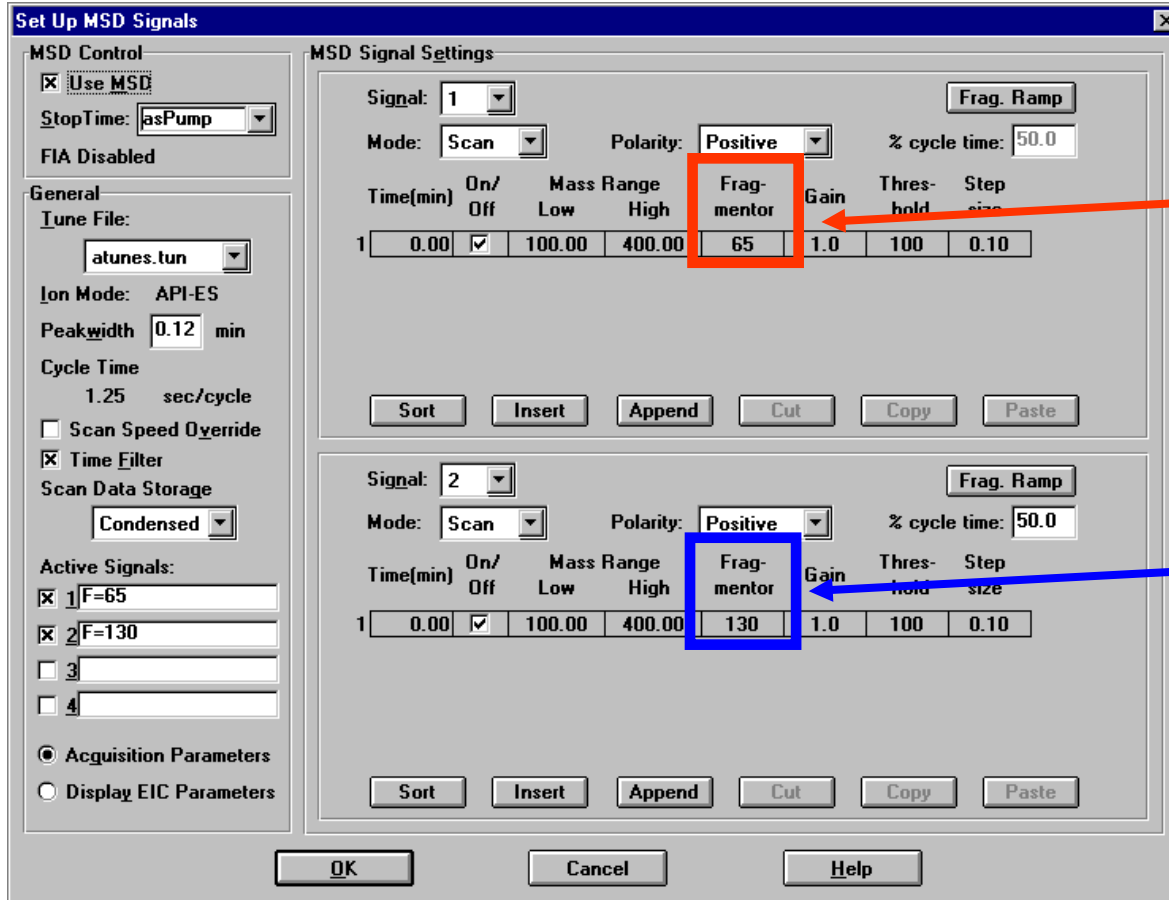 Set Up MSD Signals
MSD Control
Use MSD
StopTime: asPump
FIA Disabled
General
Tune File:
atunes.tun
Ion Mode: API-ES
Peakwidth 0.12 min
Cycle Time
1.25 sec/cycle
Scan Speed Override
Time Filter
Scan Data Storage
Condensed
Active Signals:
1 F=65
2 F=130
3
4
Acquisition Parameters
Display EIC Parameters
MSD Signal Settings
Signal: 1 Frag. Ramp
Mode: Scan Polarity: Positive % cycle time: 50.0
Time(min) On/ Mass Range Frag- Gain Thres- Step
Off Low High mentor hold size
1 0.00 100.00 400.00 65 1.0 100 0.10
Sort Insert Append Cut Copy Paste
Signal: 2 Frag. Ramp
Mode: Scan Polarity: Positive % cycle time: 50.0
Time(min) On/ Mass Range Frag- Gain Thres- Step
Off Low High mentor hold size
1 0.00 100.00 400.00 130 1.0 100 0.10
Sort Insert Append Cut Copy Paste
OK Cancel Help